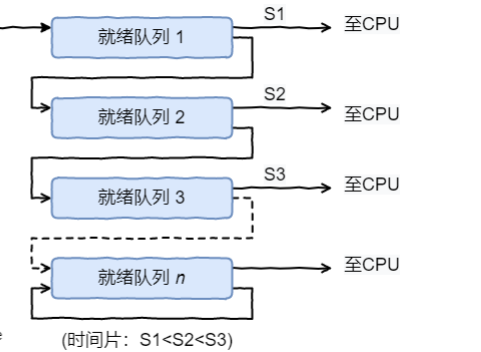 S1
就绪队列 1
至CPU
S2
就绪队列 2
至CPU
S3
就绪队列 3
至CPU
就绪队列 n
至CPU
(时间片：S1<S2<S3)